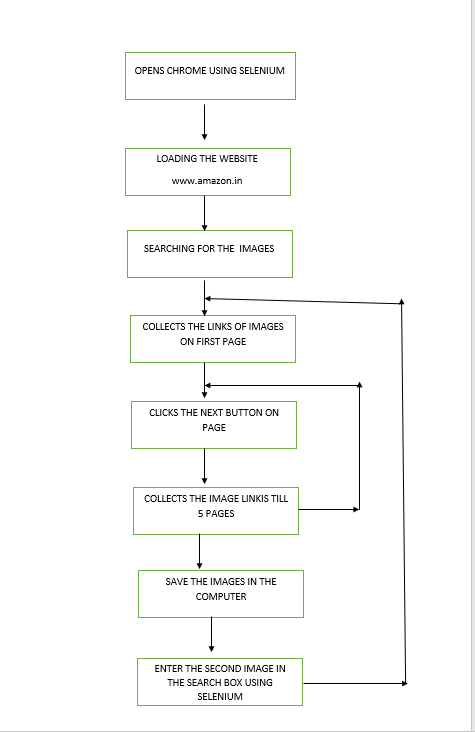 OPENS CHROME USING SELENIUM
LOADING THE WEBSITE
www.amazon.in
SEARCHING FOR THE IMAGES
COLLECTS THE LINKS OF IMAGES
ON FIRST PAGE
CLICKS THE NEXT BUTTON ON
PAGE
COLLECTS THE IMAGE LINKIS TILL
5 PAGES
SAVE THE IMAGES IN THE
COMPUTER
ENTER THE SECOND IMAGE IN
THE SEARCH BOX USING
SELENIUM